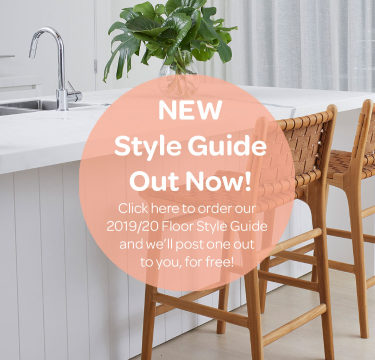 NEW
Style Guide
Out Now!
Click here to order our
2019/20 Floor Style Guide
and we'll post one out
to you, for free!